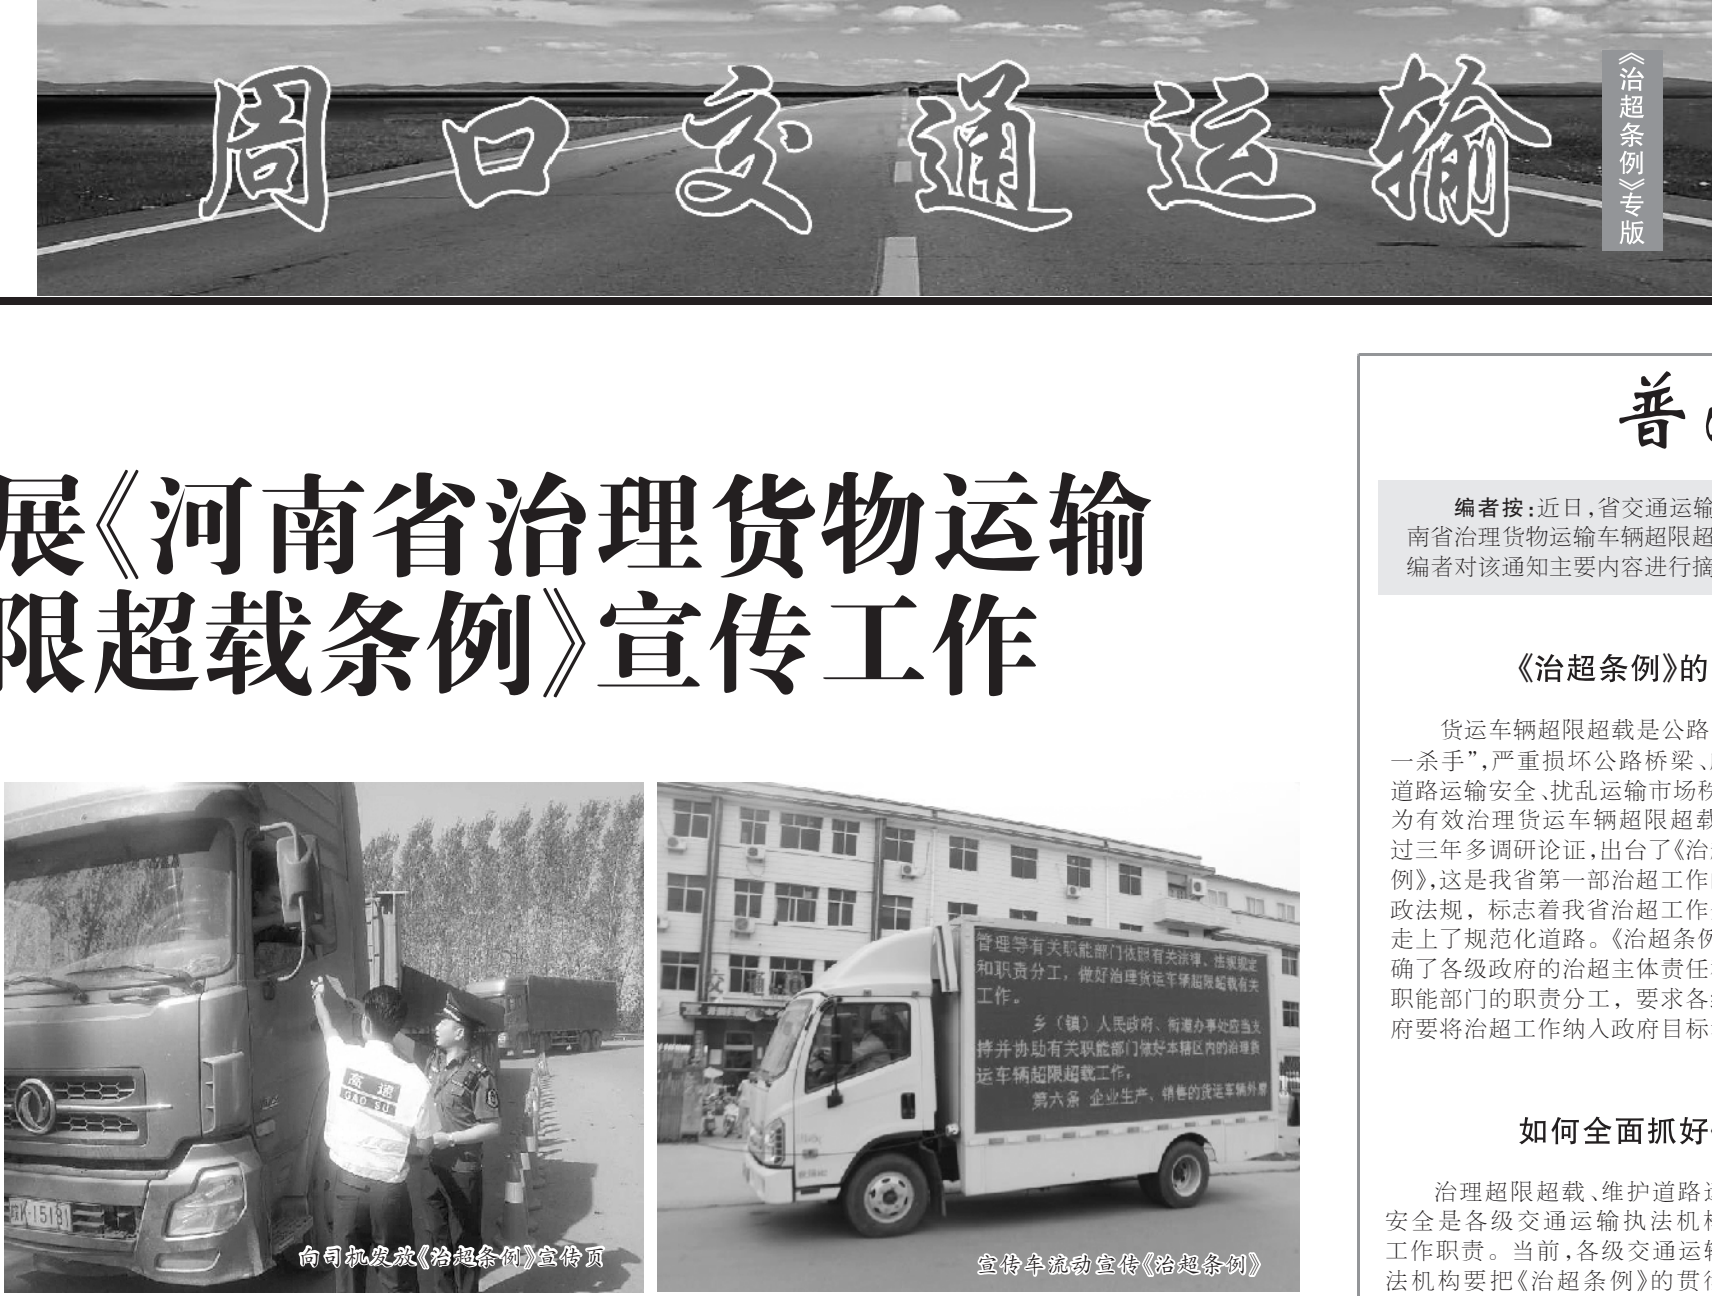 周口交通运输
《治超条例》专版
展《河南省治理货物运输
限超载条例》宣传工作
高速
GAO SU
K·1518
向司机发放《治超条例》宣传页
交通
管理等有关职能部门依照有关法律、法规规定
和职责分工，做好治理货运车辆超限超载有关
工作。
乡（镇）人民政府、街道办事处应当支
持并协助有关职能部门做好本辖区内的治理货
运车辆超限超载工作。
第六条 企业生产、销售的货运车辆外廓
宣传车流动宣传《治超条例》
普
编者按:近日,省交通运输
南省治理货物运输车辆超限超
编者对该通知主要内容进行摘
《治超条例》的
货运车辆超限超载是公路
一杀手”,严重损坏公路桥梁、
道路运输安全、扰乱运输市场秩
为有效治理货运车辆超限超载
过三年多调研论证,出台了《治
例》,这是我省第一部治超工作
政法规，标志着我省治超工作
走上了规范化道路。《治超条例
确了各级政府的治超主体责任
职能部门的职责分工，要求各
府要将治超工作纳入政府目标
如何全面抓好
治理超限超载、维护道路运
安全是各级交通运输执法机构
工作职责。当前,各级交通运输
法机构要把《治超条例》的贯彻